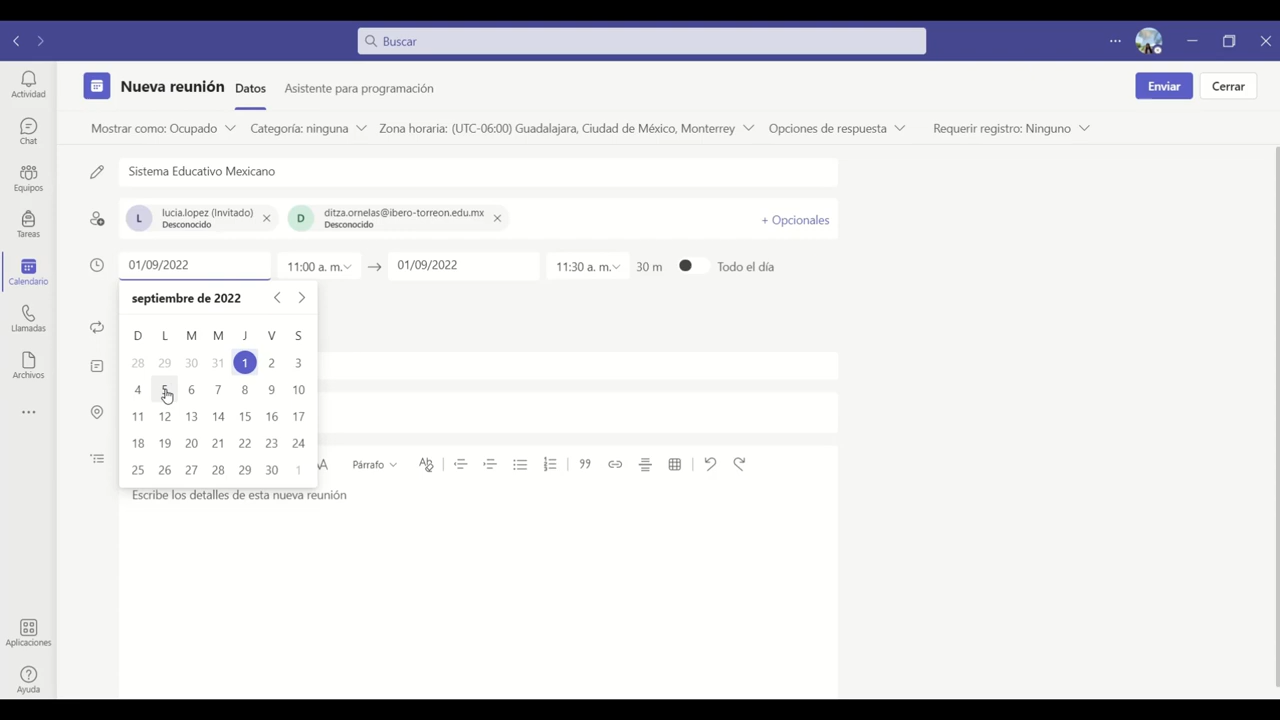 Buscar
Actividad
Chat
Equipos
Tareas
Calendario
Llamadas
Archivos
Aplicaciones
Ayuda
Nueva reunión Datos Asistente para programación Enviar Cerrar
Mostrar como: Ocupado Categoría: ninguna Zona horaria: (UTC-06:00) Guadalajara, Ciudad de México, Monterrey Opciones de respuesta Requerir registro: Ninguno
Sistema Educativo Mexicano
L lucia.lopez (Invitado) D ditza.ornelas@ibero-torreon.edu.mx + Opcionales
Desconocido Desconocido
01/09/2022 11:00 a. m. 01/09/2022 11:30 a. m. 30 m Todo el día
septiembre de 2022
D L M M J V S
28 29 30 31 1 2 3
4 5 6 7 8 9 10
11 12 13 14 15 16 17
18 19 20 21 22 23 24
25 26 27 28 29 30 1
AA Párrafo Ab
Escribe los detalles de esta nueva reunión